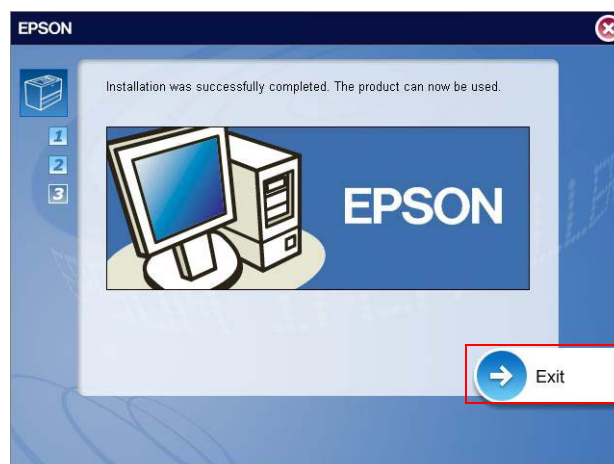 EPSON
Installation was successfully completed. The product can now be used.
1
2
3
EPSON
Exit